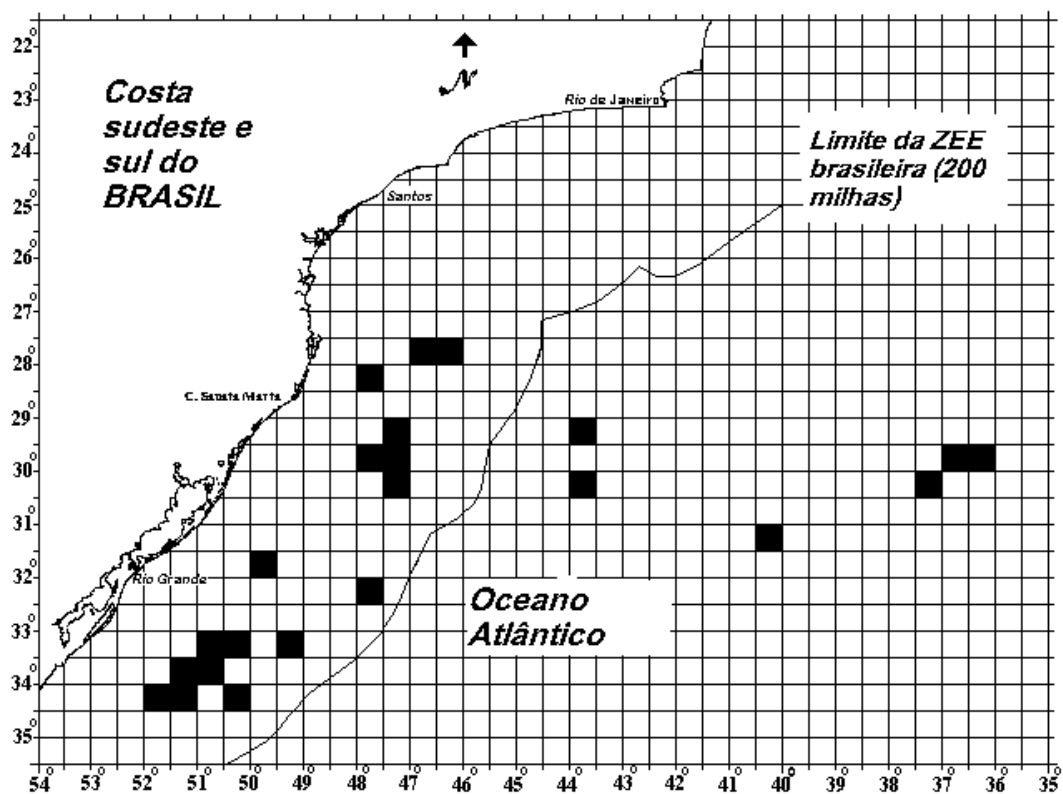 22°
23°
24°
25°
26°
27°
28°
29°
30°
31°
32°
33°
34°
35°
Costa
sudeste e
sul do
BRASIL
N
Rio de Janeiro
Limite da ZEE
brasileira (200
milhas)
Santos
C. Santa Marta
Rio Grande
Oceano
Atlântico
54° 53° 52° 51° 50° 49° 48° 47° 46° 45° 44° 43° 42° 41° 40° 39° 38° 37° 36° 35°